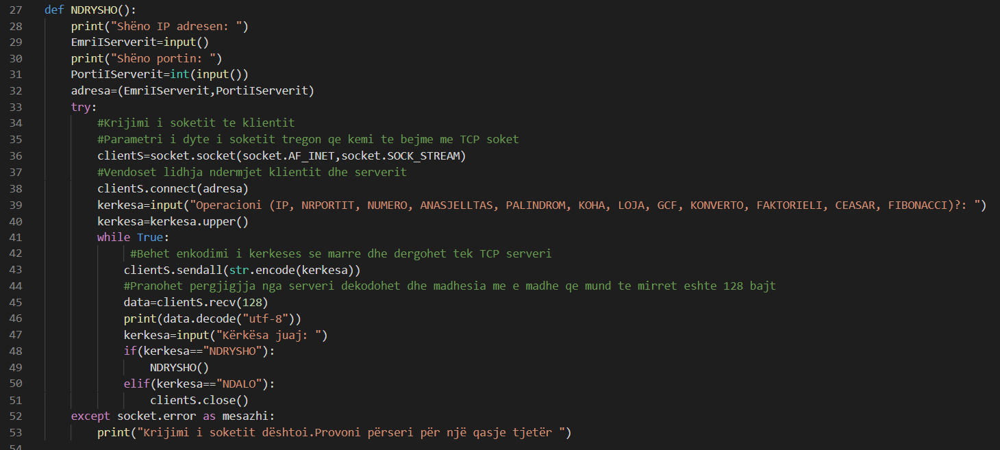 27 def NDRYSHO():
28     print("Shëno IP adresen: ")
29     EmriIServerit=input()
30     print("Shëno portin: ")
31     PortiIServerit=int(input())
32     adresa=(EmriIServerit,PortiIServerit)
33     try:
34         #Krijimi i soketit te klientit
35         #Parametri i dyte i soketit tregon qe kemi te bejme me TCP soket
36         clientS=socket.socket(socket.AF_INET,socket.SOCK_STREAM)
37         #Vendoset lidhja ndermjet klientit dhe serverit
38         clientS.connect(adresa)
39         kerkesa=input("Operacioni (IP, NRPORTIT, NUMERO, ANASJELLTAS, PALINDROM, KOHA, LOJA, GCF, KONVERTO, FAKTORIELI, CEASAR, FIBONACCI)?: ")
40         kerkesa=kerkesa.upper()
41         while True:
42              #Behet enkodimi i kerkeses se marre dhe dergohet tek TCP serveri
43             clientS.sendall(str.encode(kerkesa))
44             #Pranohet pergjigjja nga serveri dekodohet dhe madhesia me e madhe qe mund te mirret eshte 128 bajt
45             data=clientS.recv(128)
46             print(data.decode("utf-8"))
47             kerkesa=input("Kërkësa juaj: ")
48             if(kerkesa=="NDRYSHO"):
49                 NDRYSHO()
50             elif(kerkesa=="NDALO"):
51                 clientS.close()
52     except socket.error as mesazhi:
53         print("Krijimi i soketit dështoi.Provoni përseri për një qasje tjetër ")
54